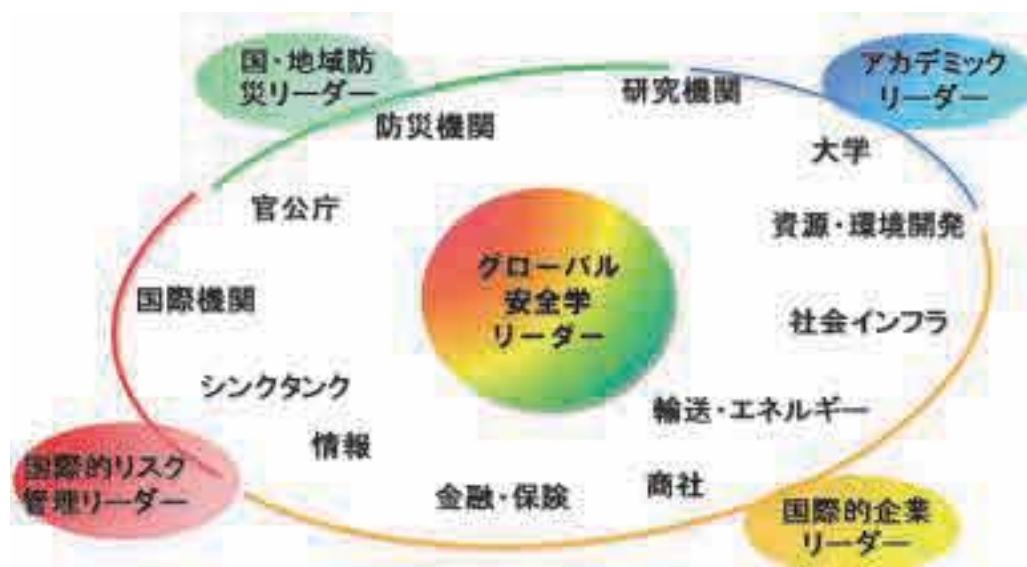 国・地域防
災リーダー
アカデミック
リーダー
研究機関
防災機関
大学
官公庁
資源・環境開発
グローバル
安全学
リーダー
国際機関
社会インフラ
シンクタンク
輸送・エネルギー
情報
国際的リスク
管理リーダー
金融・保険
商社
国際的企業
リーダー